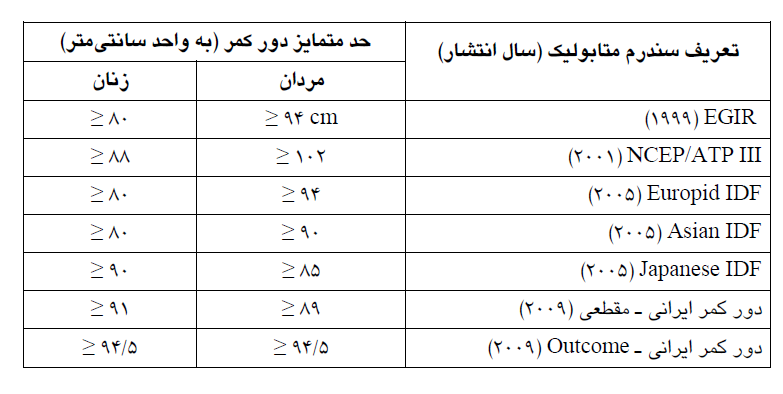 تعریف سندرم متابولیک (سال انتشار) | حد متمایز دور کمر (به واحد سانتی‌متر)
مردان | زنان
EGIR (۱۹۹۹) | ≥ ۹۴ cm | ≥ ۸۰
NCEP/ATP III (۲۰۰۱) | ≥ ۱۰۲ | ≥ ۸۸
Europid IDF (۲۰۰۵) | ≥ ۹۴ | ≥ ۸۰
Asian IDF (۲۰۰۵) | ≥ ۹۰ | ≥ ۸۰
Japanese IDF (۲۰۰۵) | ≥ ۸۵ | ≥ ۹۰
دور کمر ایرانی ـ مقطعی (۲۰۰۹) | ≥ ۸۹ | ≥ ۹۱
دور کمر ایرانی ـ Outcome (۲۰۰۹) | ≥ ۹۴/۵ | ≥ ۹۴/۵